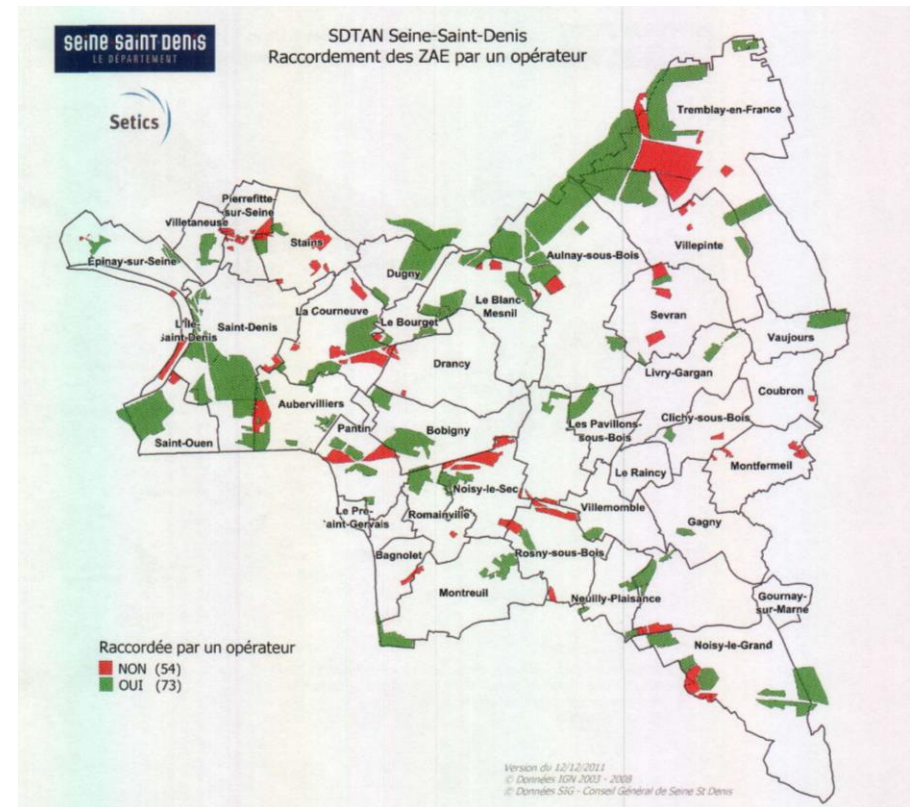 SEINE SAINT-DENIS
LE DÉPARTEMENT
Setics
SDTAN Seine-Saint-Denis
Raccordement des ZAE par un opérateur
Tremblay-en-France
Pierrefitte
-sur-Seine
Villetaneuse
Stains
Épinay-sur-Seine
Dugny
Aulnay-sous-Bois
Villepinte
Le Blanc-
Mesnil
La Courneuve
Le Bourget
Sevran
L'Île-
Saint-Denis
Saint-Denis
Vaujours
Drancy
Livry-Gargan
Coubron
Aubervilliers
Clichy-sous-Bois
Pantin
Bobigny
Les Pavillons-
sous-Bois
Saint-Ouen
Le Raincy
Montfermeil
Noisy-le-Sec
Villemomble
Le Pré-
aint-Gervais
Romainville
Gagny
Rosny-sous-Bois
Bagnolet
Montreuil
Neuilly-Plaisance
Gournay-
sur-Marne
Noisy-le-Grand
Raccordée par un opérateur
NON (54)
OUI (73)
Version du 12/12/2011
© Données IGN 2003 - 2008
© Données SIG - Conseil Général de Seine St Denis